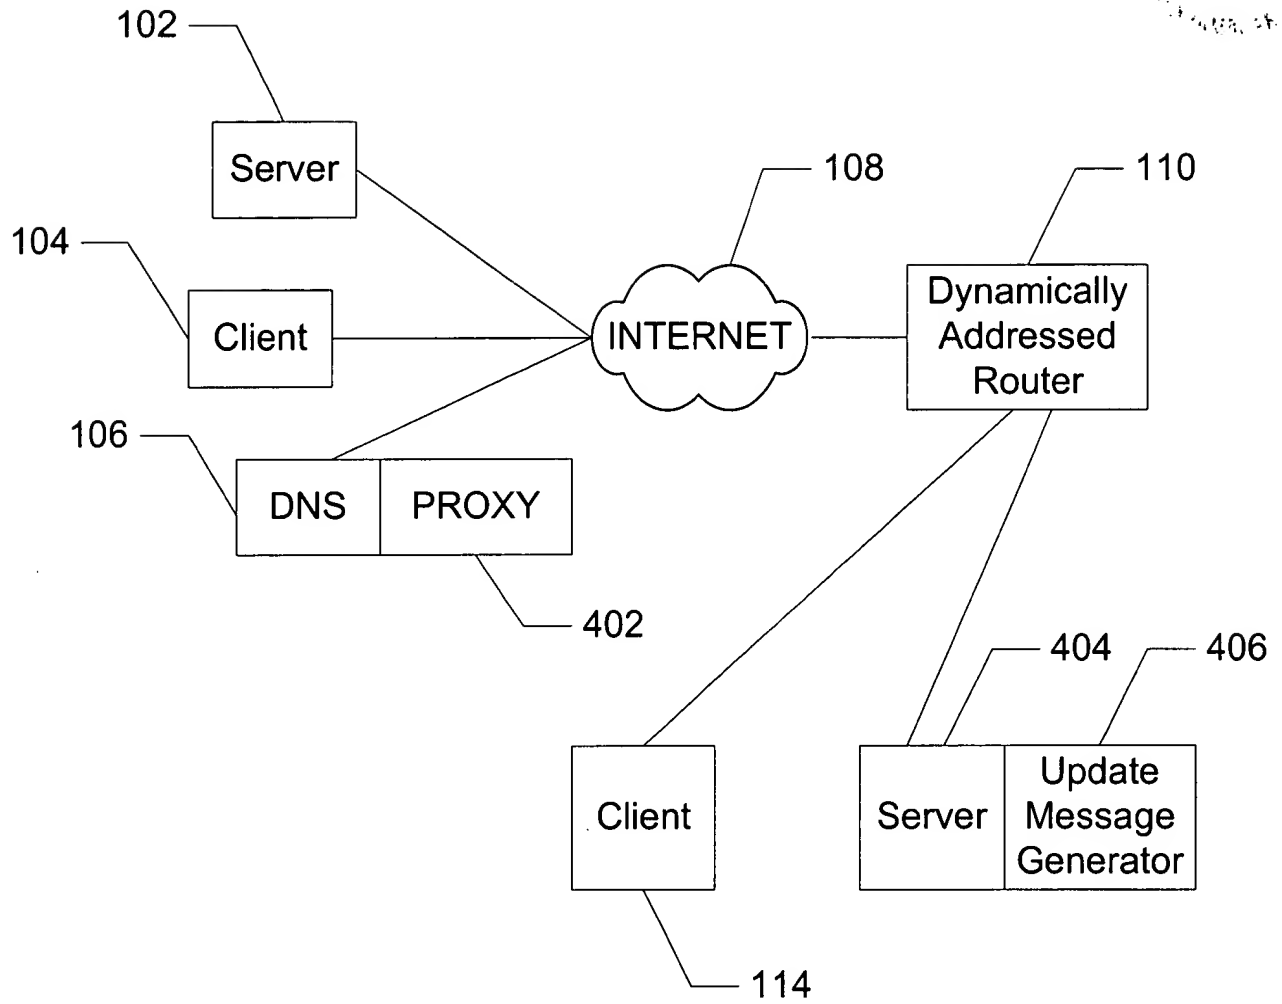 102
Server
108
110
104
Client
INTERNET
Dynamically
Addressed
Router
106
DNS
PROXY
402
404
406
Client
Server
Update
Message
Generator
114